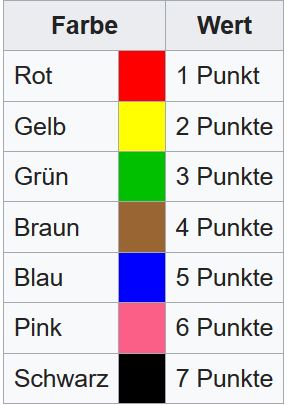 Farbe Wert
Rot 1 Punkt
Gelb 2 Punkte
Grün 3 Punkte
Braun 4 Punkte
Blau 5 Punkte
Pink 6 Punkte
Schwarz 7 Punkte